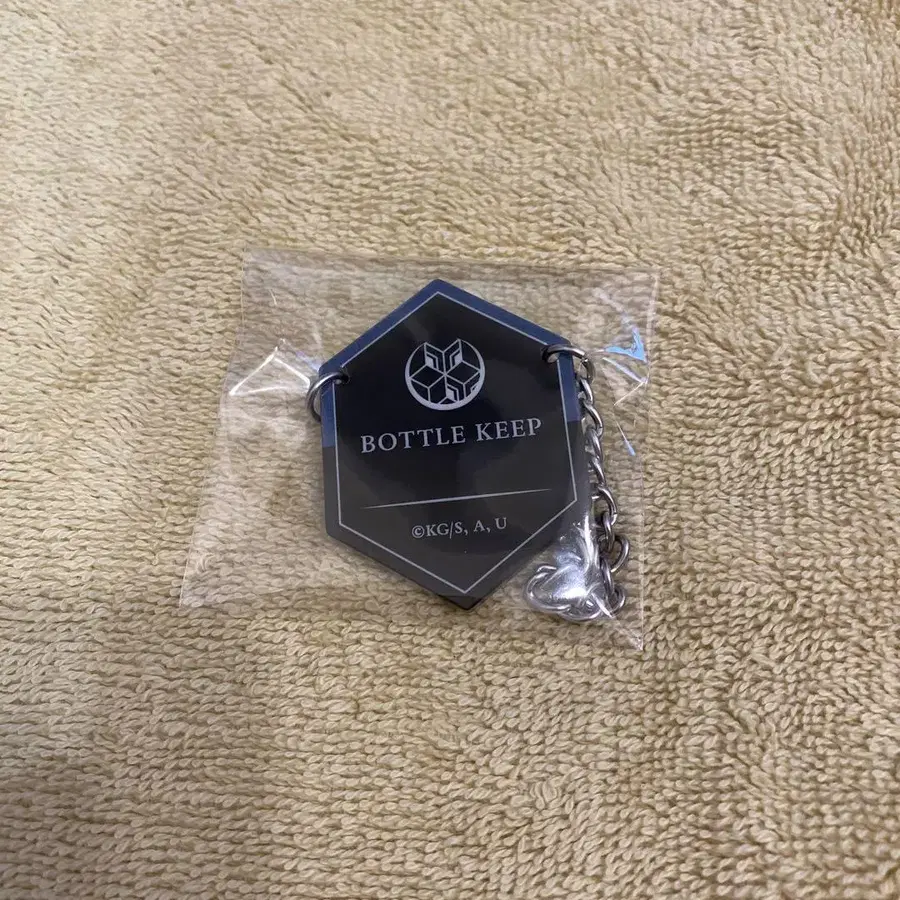 BOTTLE KEEP
©KG/S, A, U